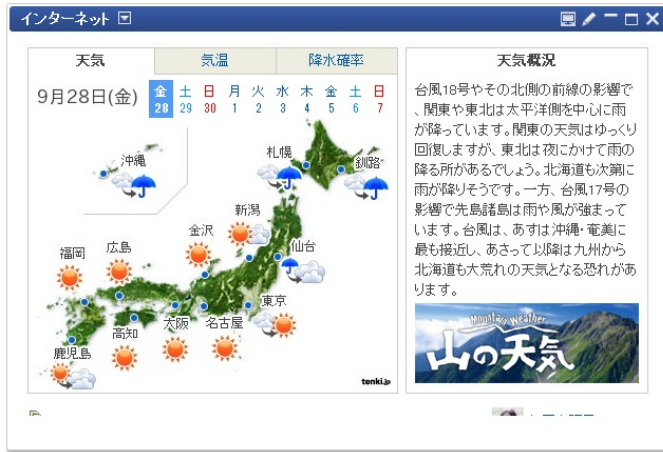 インターネット
天気
気温
降水確率
9月28日(金)
金 土 日 月 火 水 木 金 土 日
28 29 30 1 2 3 4 5 6 7
沖縄
札幌
釧路
新潟
金沢
仙台
福岡
広島
東京
高知
大阪
名古屋
鹿児島
tenki.jp
天気概況
台風18号やその北側の前線の影響で
、関東や東北は太平洋側を中心に雨
が降っています。関東の天気はゆっくり
回復しますが、東北は夜にかけて雨の
降る所があるでしょう。北海道も次第に
雨が降りそうです。一方、台風17号の
影響で先島諸島は雨や風が強まって
います。台風は、あすは沖縄・奄美に
最も接近し、あさって以降は九州から
北海道も大荒れの天気となる恐れがあ
ります。
Mountain Weather
山の天気